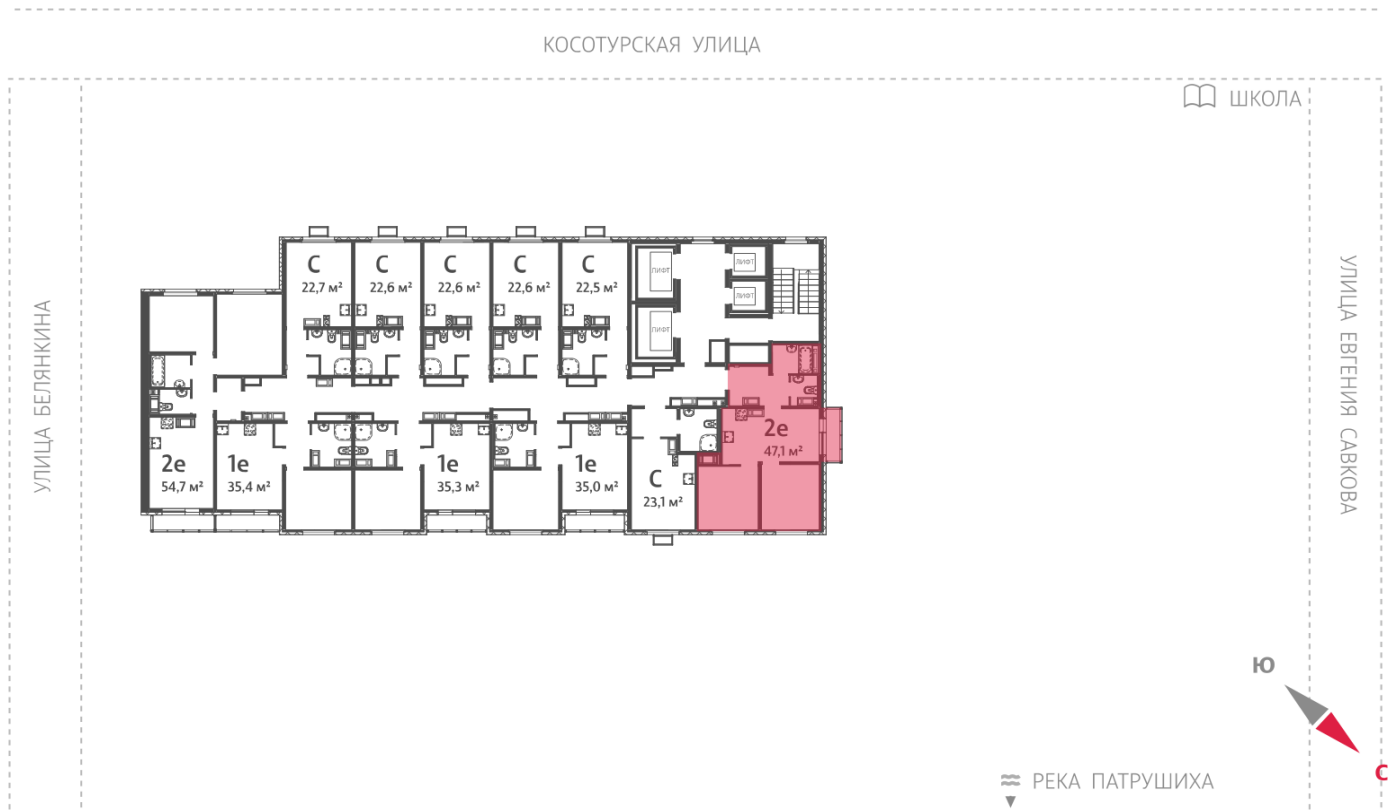 КОСОТУРСКАЯ УЛИЦА
ШКОЛА
УЛИЦА БЕЛЯНКИНА
УЛИЦА ЕВГЕНИЯ САВКОВА
С
22,7 м²
С
22,6 м²
С
22,6 м²
С
22,6 м²
С
22,5 м²
ЛИФТ
ЛИФТ
ЛИФТ
ЛИФТ
2е
54,7 м²
1е
35,4 м²
1е
35,3 м²
1е
35,0 м²
С
23,1 м²
2е
47,1 м²
Ю
С
РЕКА ПАТРУШИХА